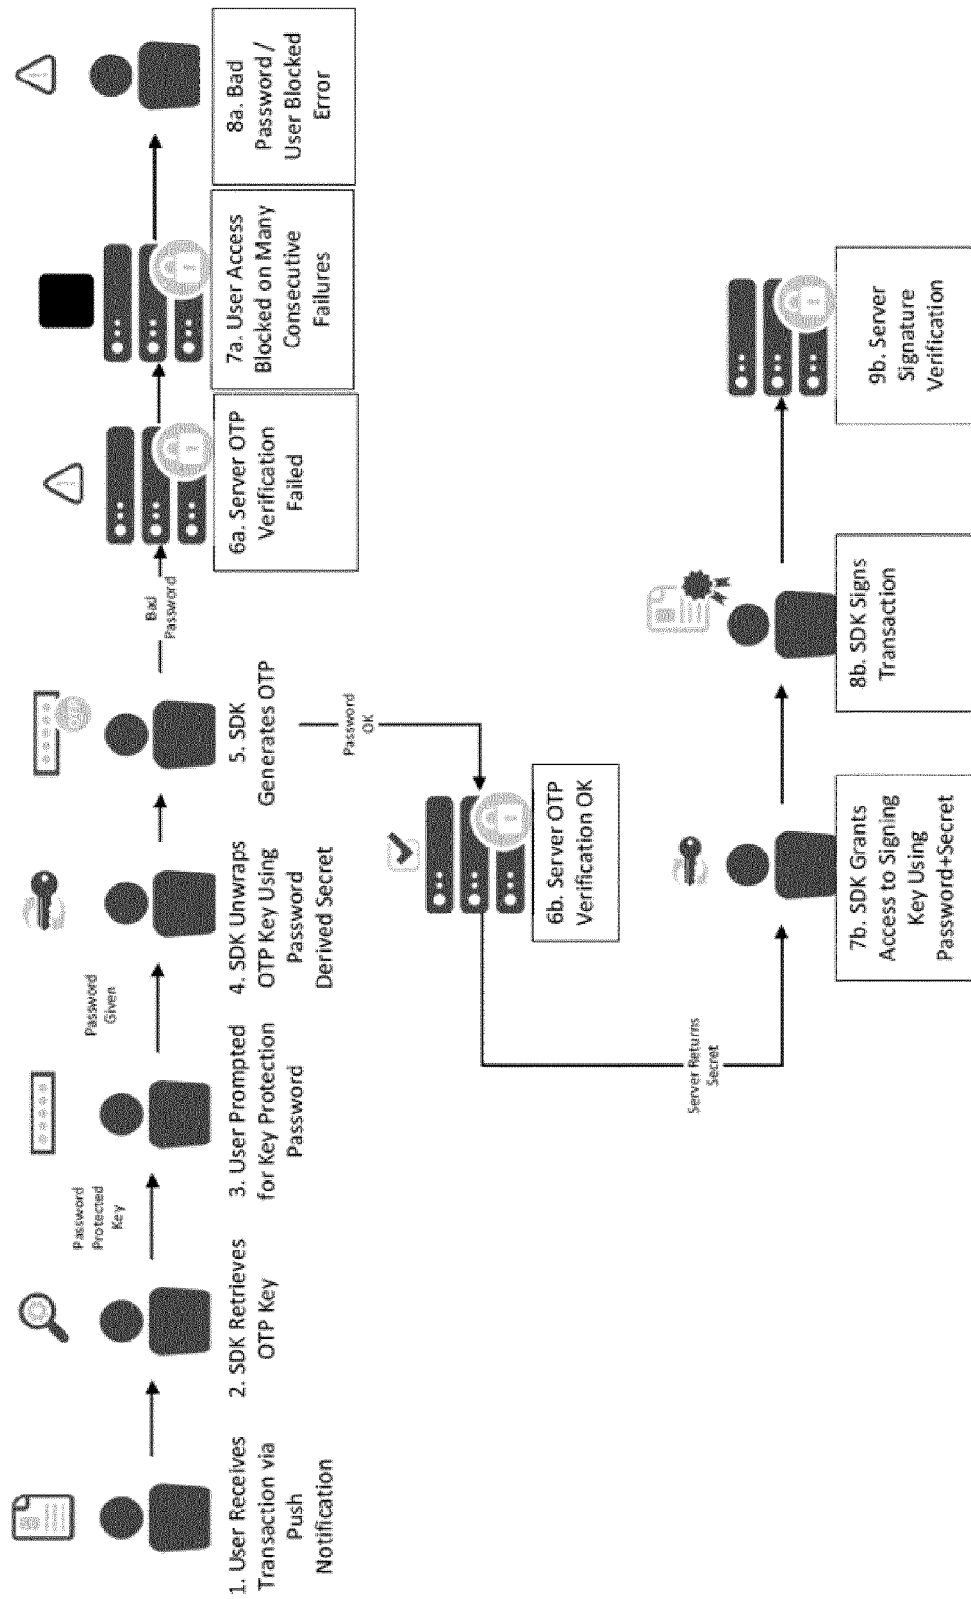 1. User Receives
Transaction via
Push
Notification
2. SDK Retrieves
OTP Key
Password
Protected
Key
3. User Prompted
for Key Protection
Password
Password
Given
4. SDK Unwraps
OTP Key Using
Password
Derived Secret
5. SDK
Generates OTP
Bad
Password
6a. Server OTP
Verification
Failed
7a. User Access
Blocked on Many
Consecutive
Failures
8a. Bad
Password /
User Blocked
Error
Password
OK
6b. Server OTP
Verification OK
Server Returns
Secret
7b. SDK Grants
Access to Signing
Key Using
Password+Secret
8b. SDK Signs
Transaction
9b. Server
Signature
Verification